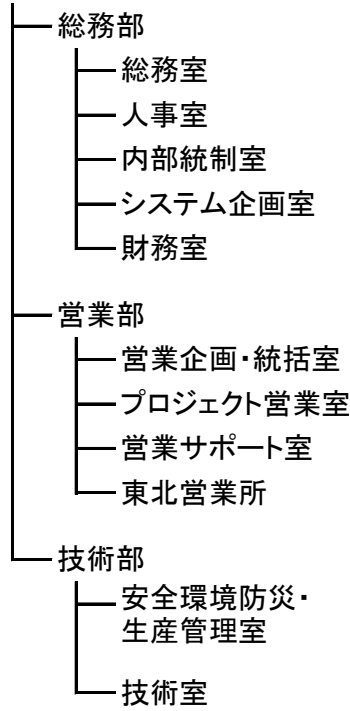 総務部
総務室
人事室
内部統制室
システム企画室
財務室
営業部
営業企画・統括室
プロジェクト営業室
営業サポート室
東北営業所
技術部
安全環境防災・
生産管理室
技術室